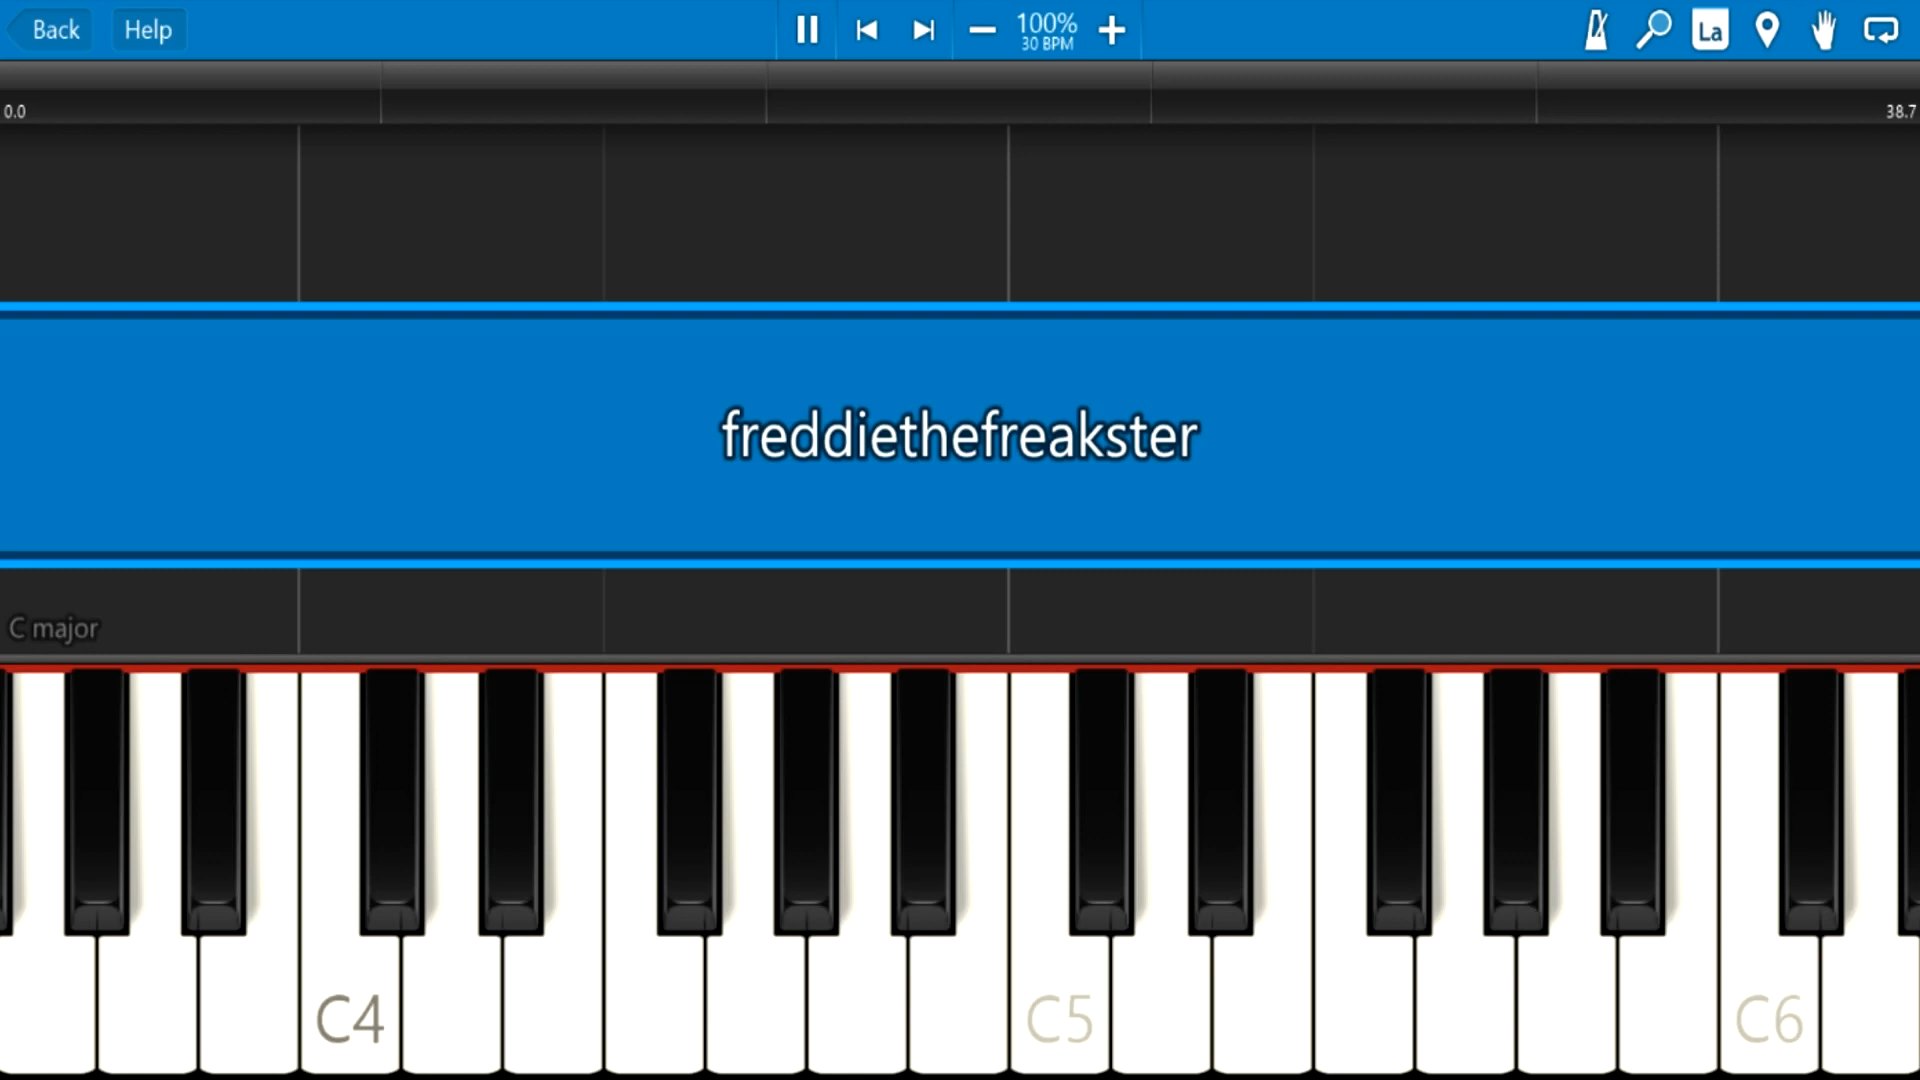 Back Help 100% La
30 BPM
0.0 38.7
freddiethefreakster
C major
C4 C5 C6